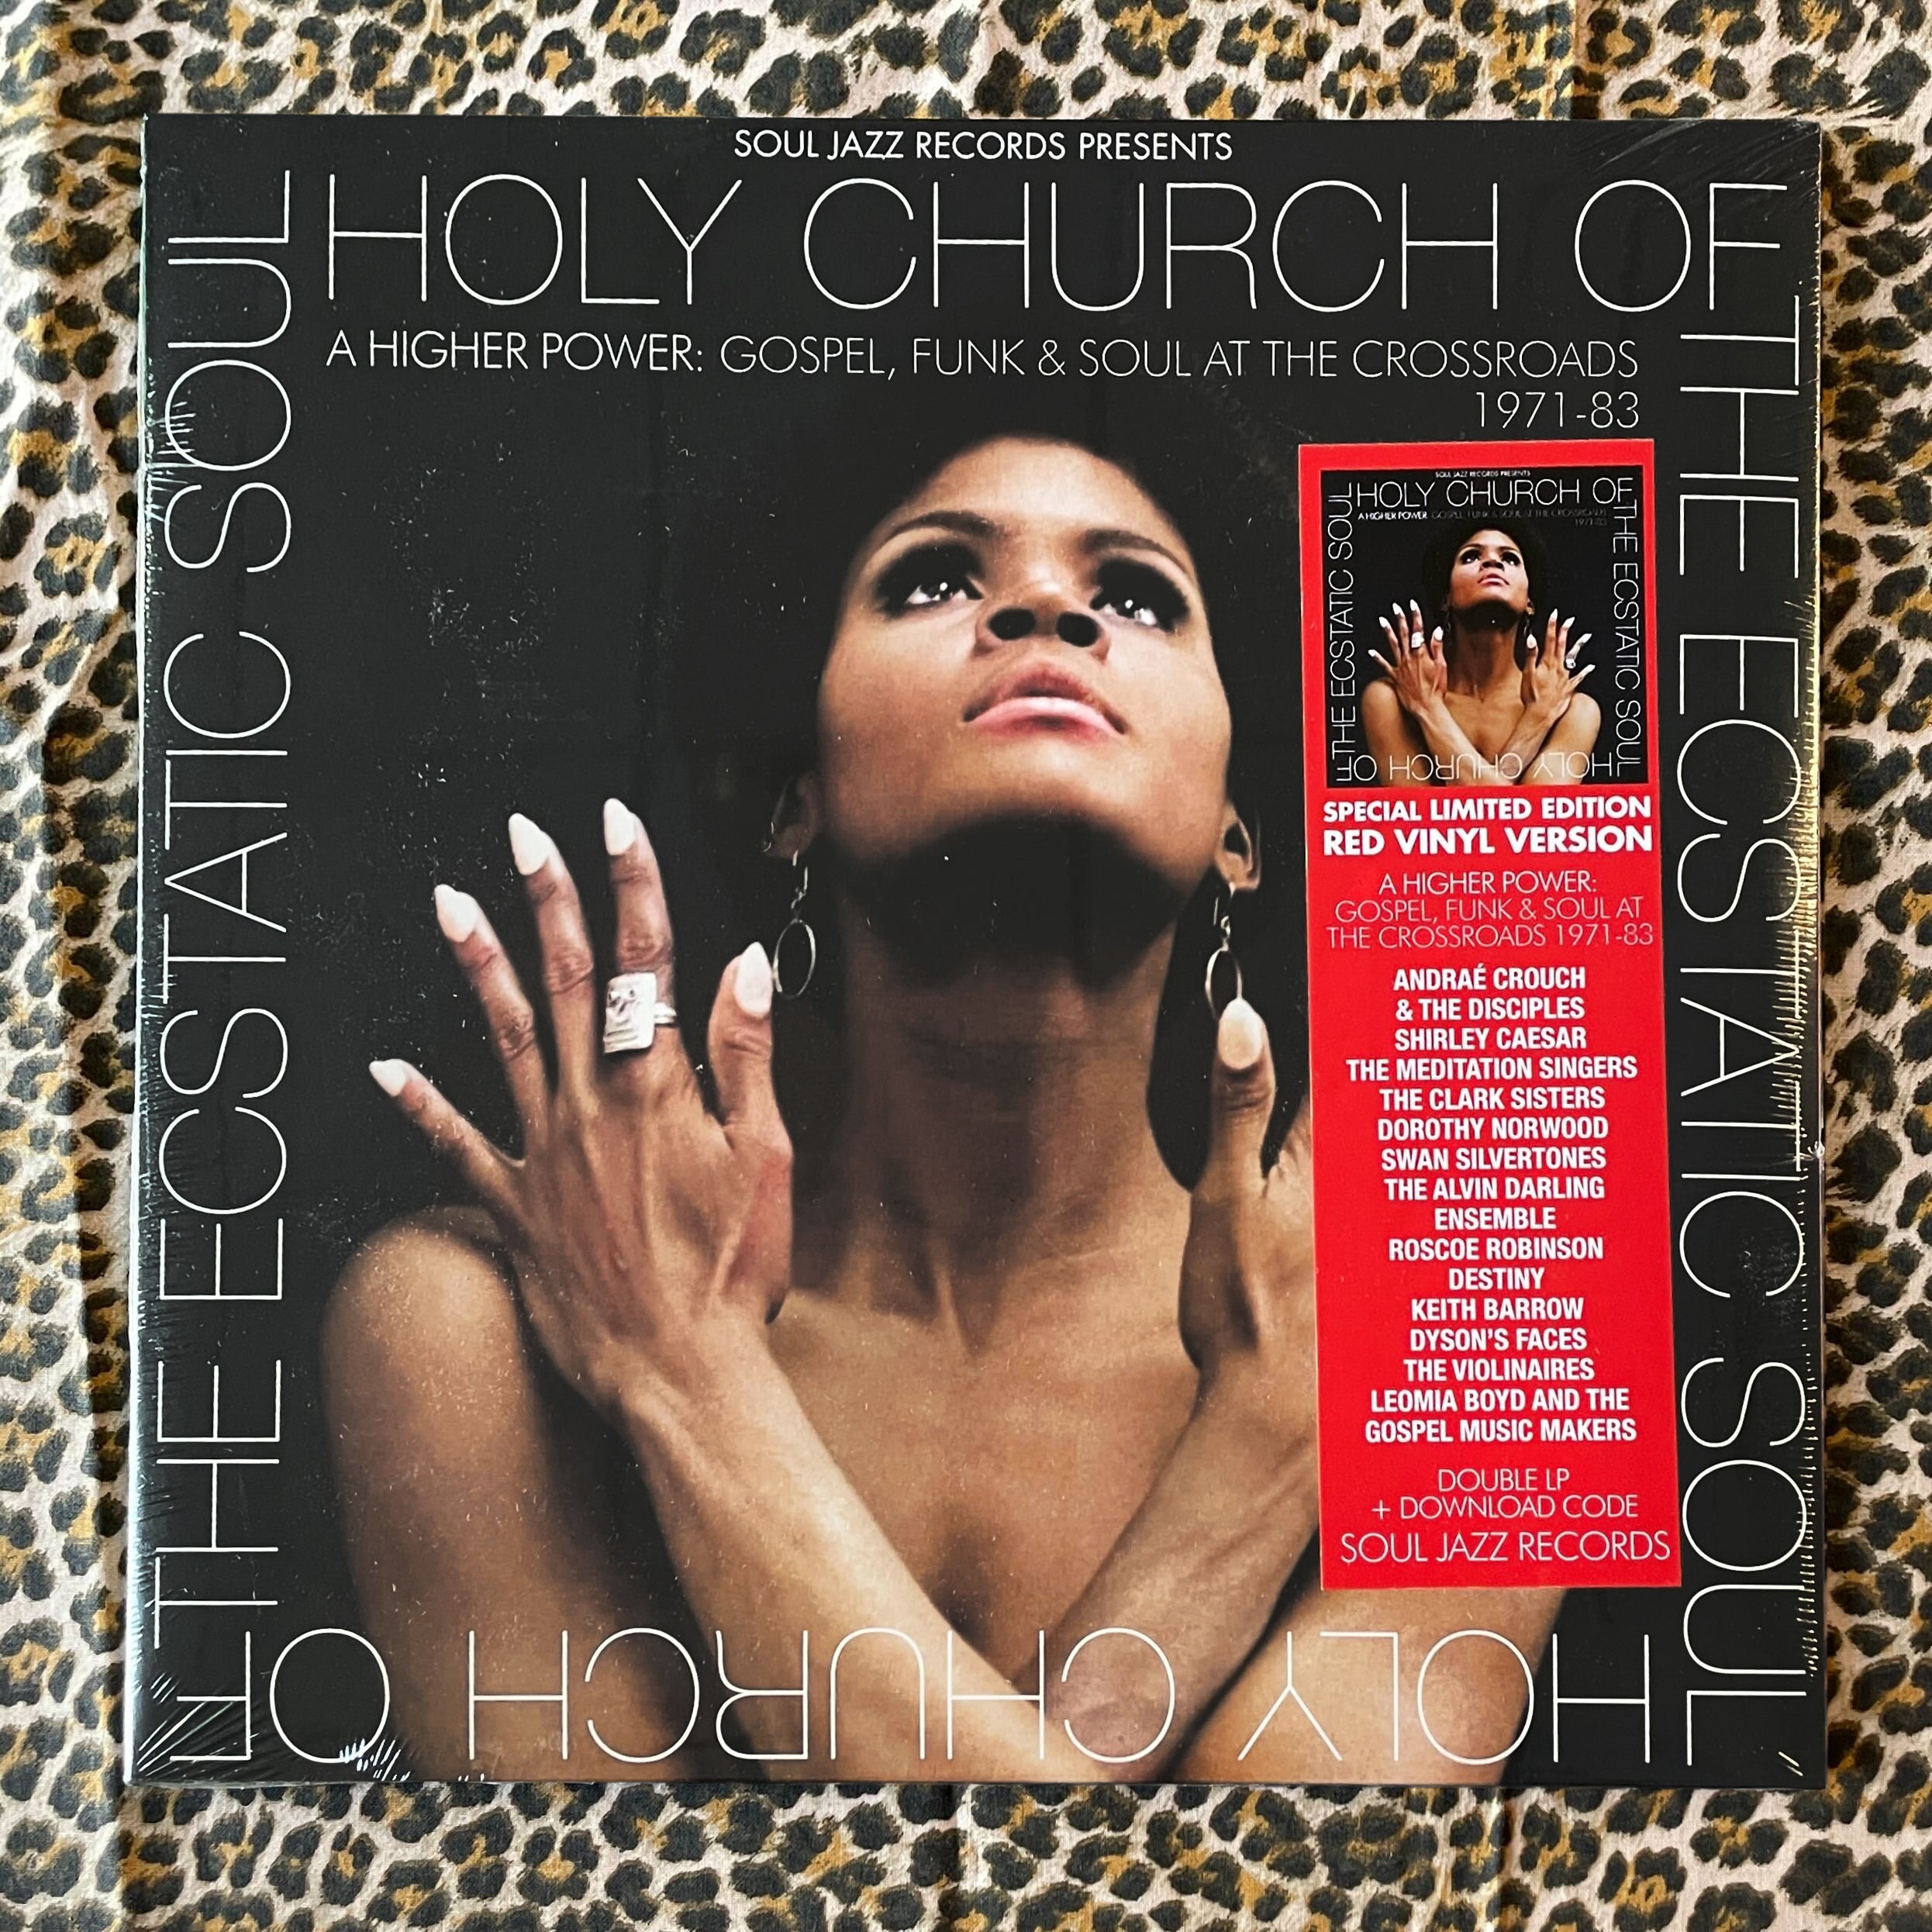 SOUL JAZZ RECORDS PRESENTS
HOLY CHURCH OF
THE ECSTATIC SOUL
HOLY CHURCH OF
THE ECSTATIC SOUL
A HIGHER POWER: GOSPEL, FUNK & SOUL AT THE CROSSROADS
1971-83
SOUL JAZZ RECORDS PRESENTS
HOLY CHURCH OF
THE ECSTATIC SOUL
HOLY CHURCH OF
THE ECSTATIC SOUL
A HIGHER POWER: GOSPEL, FUNK & SOUL AT THE CROSSROADS
1971-83
SPECIAL LIMITED EDITION
RED VINYL VERSION
A HIGHER POWER:
GOSPEL, FUNK & SOUL AT
THE CROSSROADS 1971-83
ANDRAÉ CROUCH
& THE DISCIPLES
SHIRLEY CAESAR
THE MEDITATION SINGERS
THE CLARK SISTERS
DOROTHY NORWOOD
SWAN SILVERTONES
THE ALVIN DARLING
ENSEMBLE
ROSCOE ROBINSON
DESTINY
KEITH BARROW
DYSON'S FACES
THE VIOLINAIRES
LEOMIA BOYD AND THE
GOSPEL MUSIC MAKERS
DOUBLE LP
+ DOWNLOAD CODE
SOUL JAZZ RECORDS